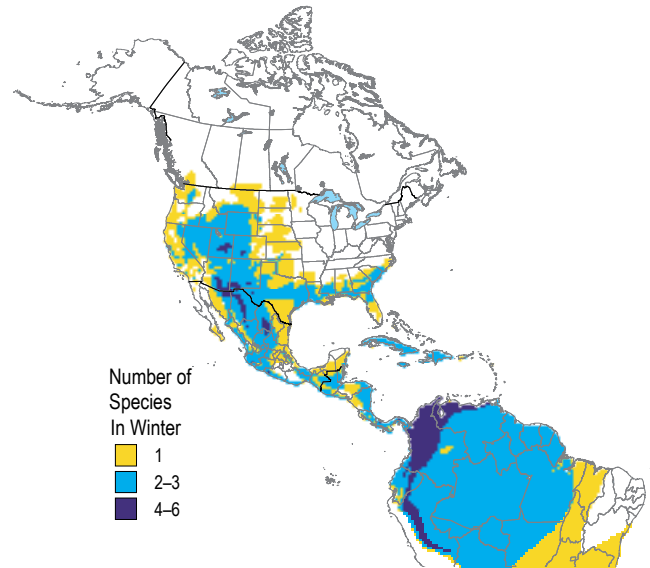 Number of
Species
In Winter
1
2–3
4–6